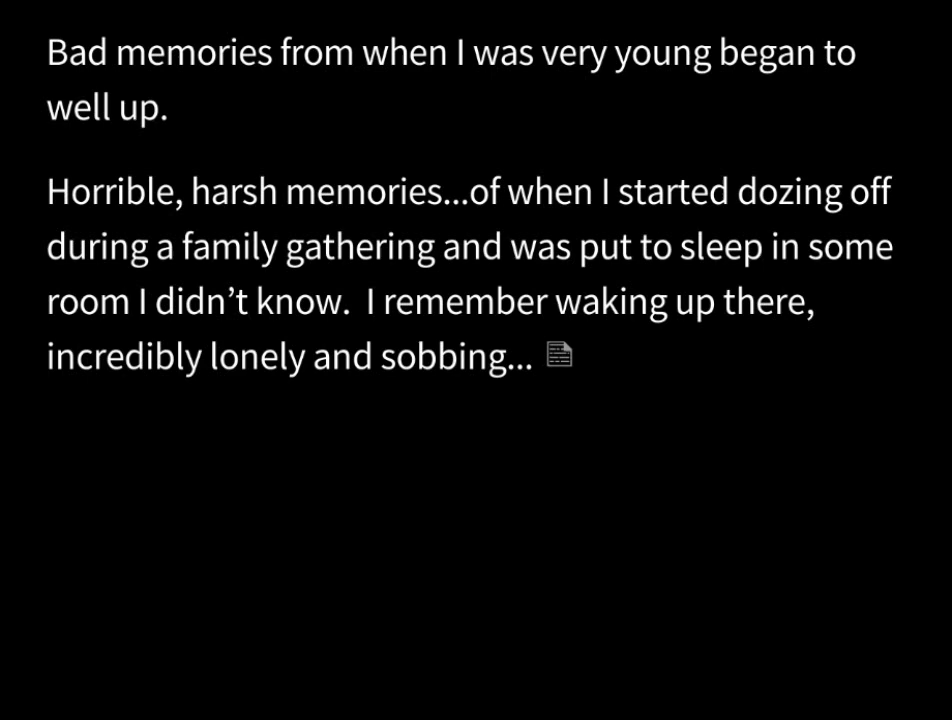 Bad memories from when I was very young began to
well up.
Horrible, harsh memories...of when I started dozing off
during a family gathering and was put to sleep in some
room I didn’t know.  I remember waking up there,
incredibly lonely and sobbing...